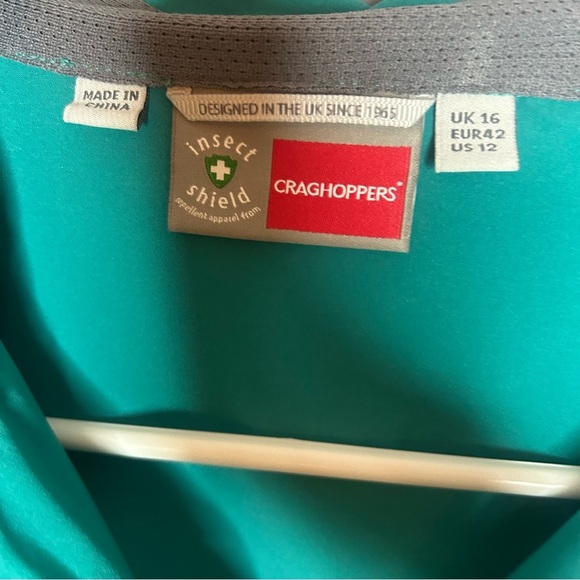 MADE IN
CHINA
DESIGNED IN THE UK SINCE 1965
insect
shield
repellent apparel from
CRAGHOPPERS®
UK 16
EUR42
US 12